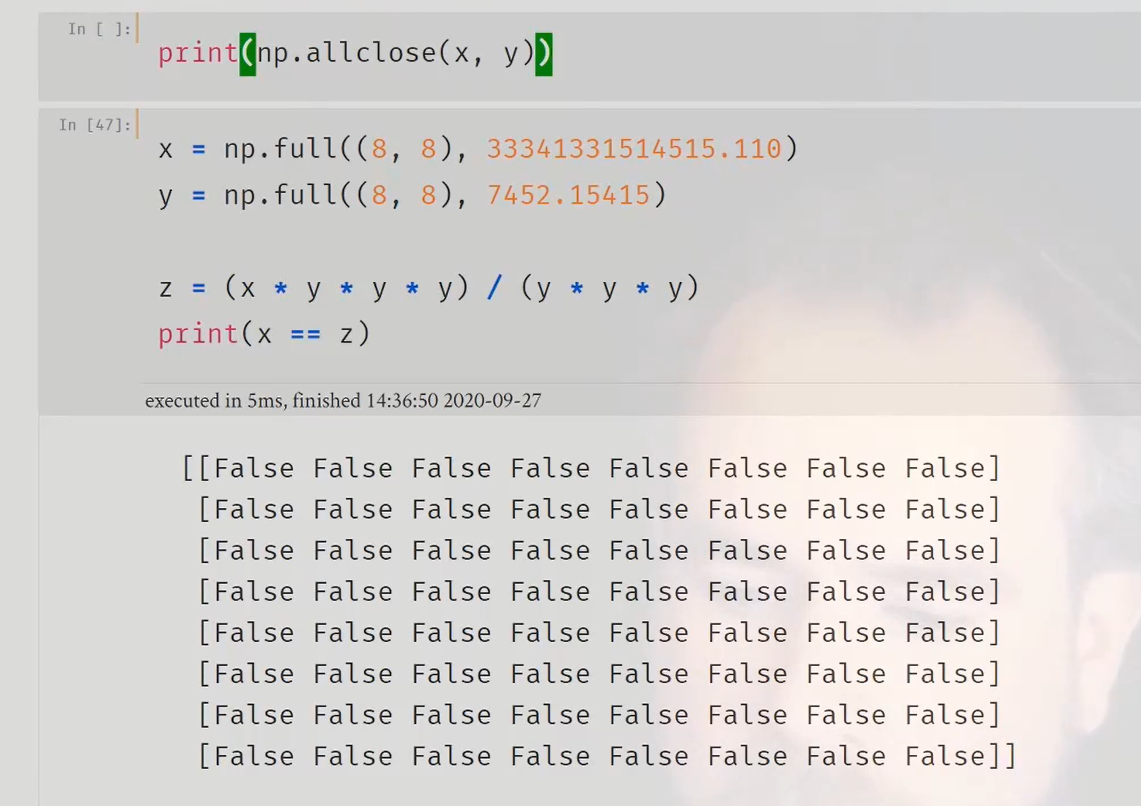 In [ ]:
print(np.allclose(x, y))
In [47]:
x = np.full((8, 8), 33341331514515.110)
y = np.full((8, 8), 7452.15415)
z = (x * y * y * y) / (y * y * y)
print(x == z)
executed in 5ms, finished 14:36:50 2020-09-27
[[False False False False False False False False]
[False False False False False False False False]
[False False False False False False False False]
[False False False False False False False False]
[False False False False False False False False]
[False False False False False False False False]
[False False False False False False False False]
[False False False False False False False False]]